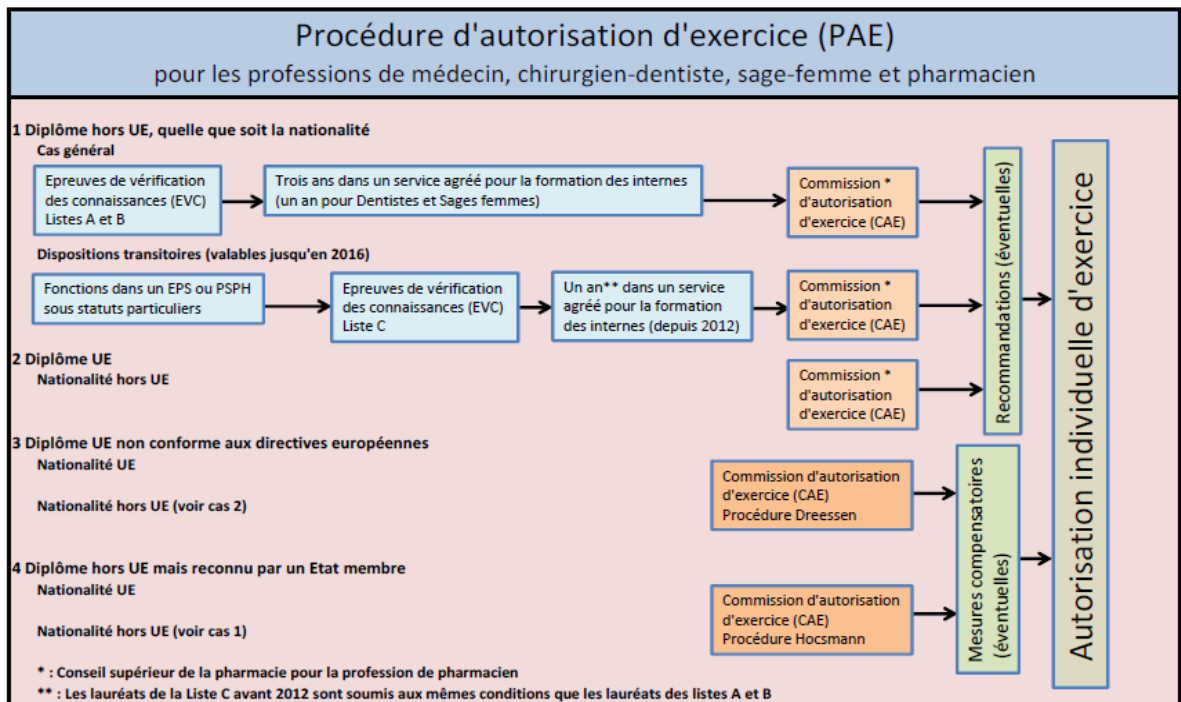 Procédure d'autorisation d'exercice (PAE)
pour les professions de médecin, chirurgien-dentiste, sage-femme et pharmacien
1 Diplôme hors UE, quelle que soit la nationalité
Cas général
Epreuves de vérification
des connaissances (EVC)
Listes A et B
Trois ans dans un service agréé pour la formation des internes
(un an pour Dentistes et Sages femmes)
Commission *
d'autorisation
d'exercice (CAE)
Dispositions transitoires (valables jusqu'en 2016)
Fonctions dans un EPS ou PSPH
sous statuts particuliers
Epreuves de vérification
des connaissances (EVC)
Liste C
Un an** dans un service
agréé pour la formation
des internes (depuis 2012)
Commission *
d'autorisation
d'exercice (CAE)
2 Diplôme UE
Nationalité hors UE
Commission *
d'autorisation
d'exercice (CAE)
Recommandations (éventuelles)
3 Diplôme UE non conforme aux directives européennes
Nationalité UE
Commission d'autorisation
d'exercice (CAE)
Procédure Dreessen
Nationalité hors UE (voir cas 2)
4 Diplôme hors UE mais reconnu par un Etat membre
Nationalité UE
Commission d'autorisation
d'exercice (CAE)
Procédure Hocsmann
Nationalité hors UE (voir cas 1)
Mesures compensatoires
(éventuelles)
Autorisation individuelle d'exercice
* : Conseil supérieur de la pharmacie pour la profession de pharmacien
** : Les lauréats de la Liste C avant 2012 sont soumis aux mêmes conditions que les lauréats des listes A et B